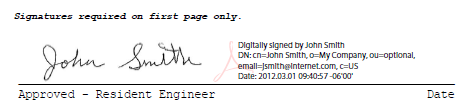 Signatures required on first page only.
John Smith
Digitally signed by John Smith
DN: cn=John Smith, o=My Company, ou=optional,
email=jsmith@internet.com, c=US
Date: 2012.03.01 09:40:57 -06'00'
Approved - Resident Engineer Date